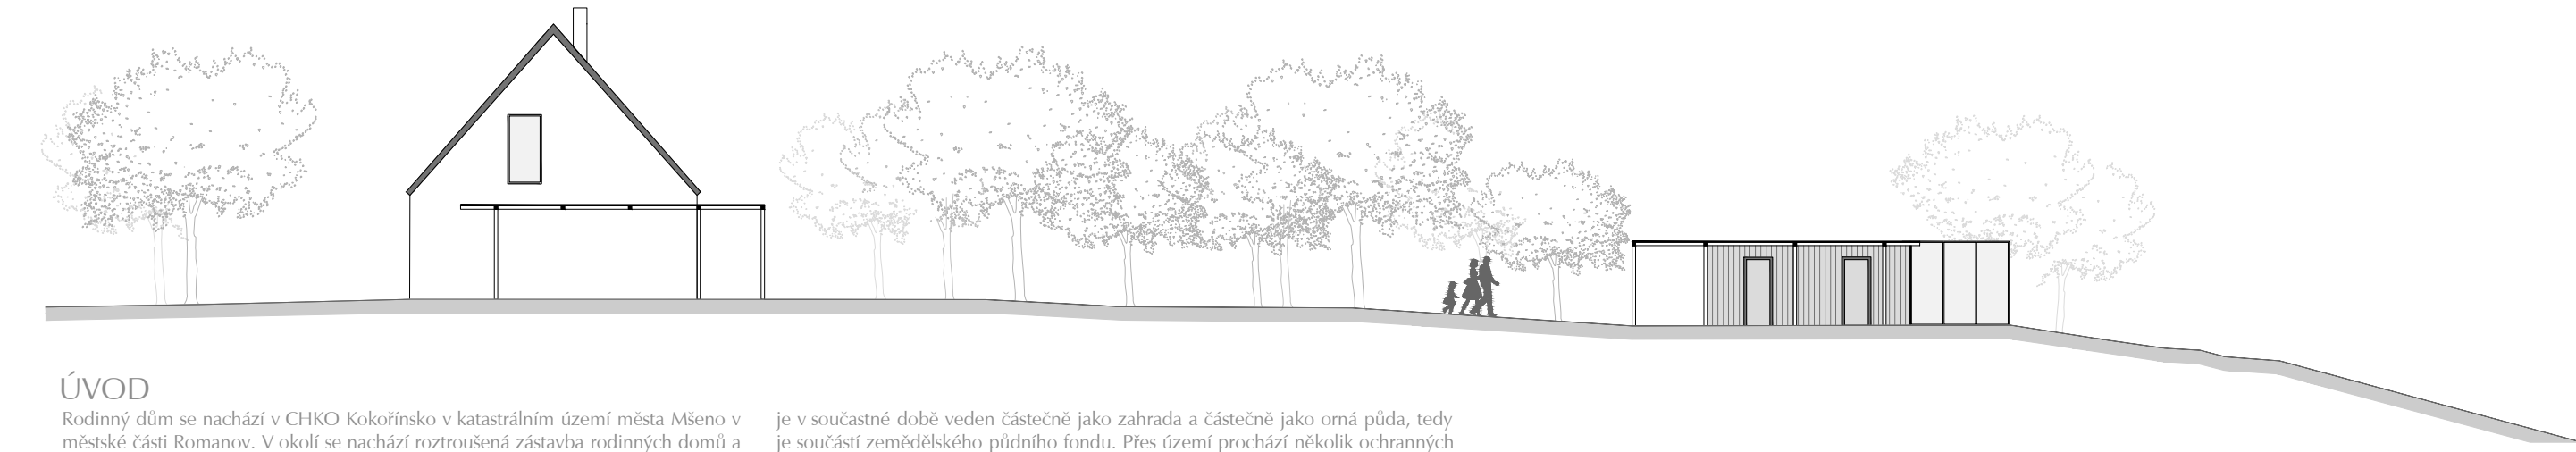 ÚVOD
Rodinný dům se nachází v CHKO Kokořínsko v katastrálním území města Mšeno v
městské části Romanov. V okolí se nachází roztroušená zástavba rodinných domů a
je v součastné době veden částečně jako zahrada a částečně jako orná půda, tedy
je součástí zemědělského půdního fondu. Přes území prochází několik ochranných